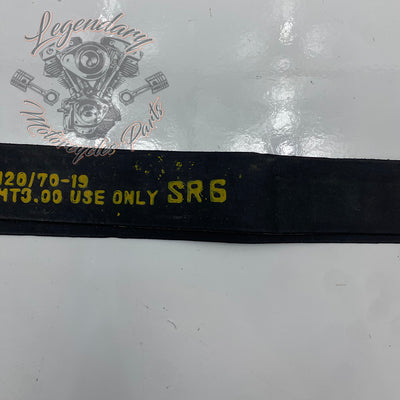 Legendary
Motorcycles Parts
120/70-19
MT3.00 USE ONLY SR6